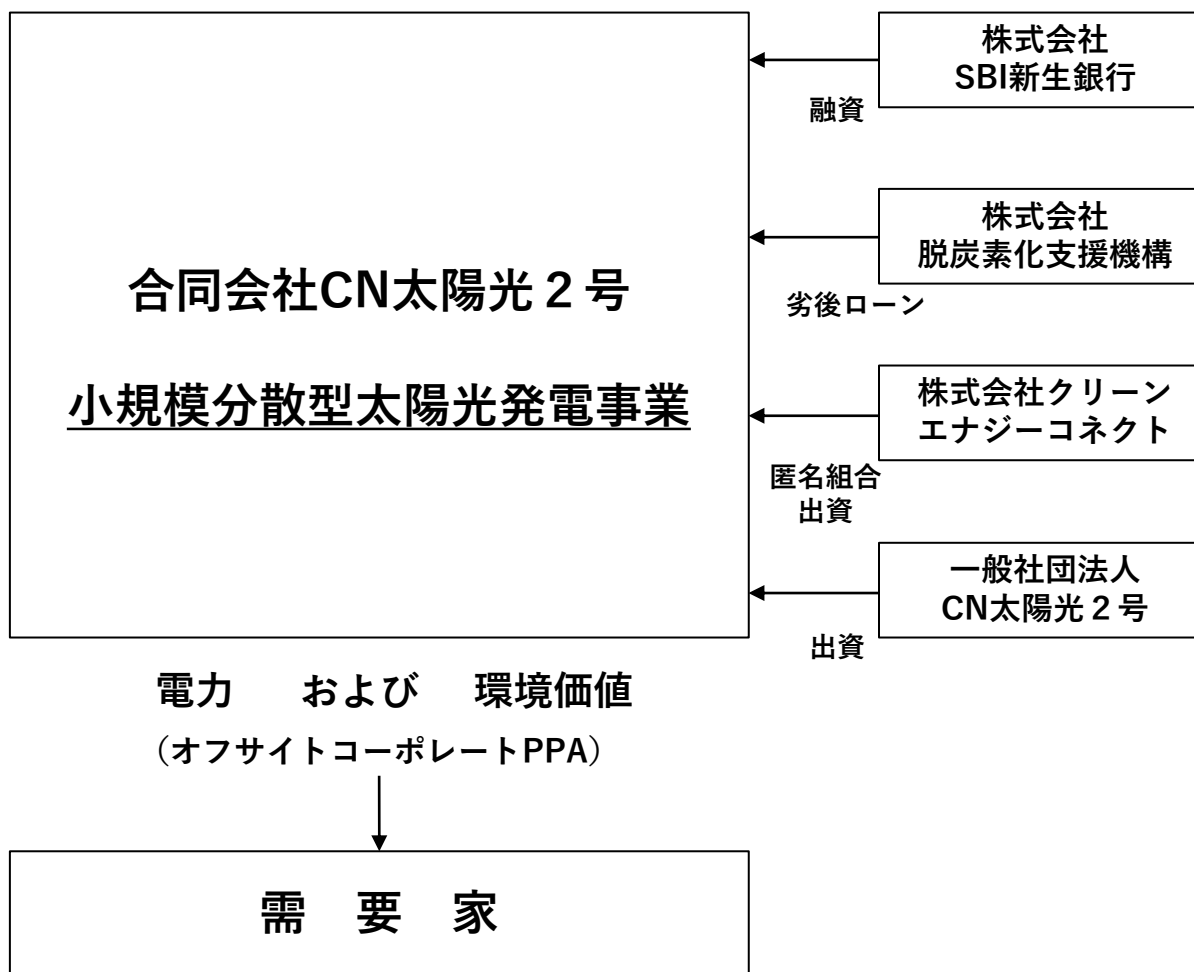 合同会社CN太陽光２号
小規模分散型太陽光発電事業
株式会社
SBI新生銀行
融資
株式会社
脱炭素化支援機構
劣後ローン
株式会社クリーン
エナジーコネクト
匿名組合
出資
一般社団法人
CN太陽光２号
出資
電力　および　環境価値
（オフサイトコーポレートPPA）
需　要　家